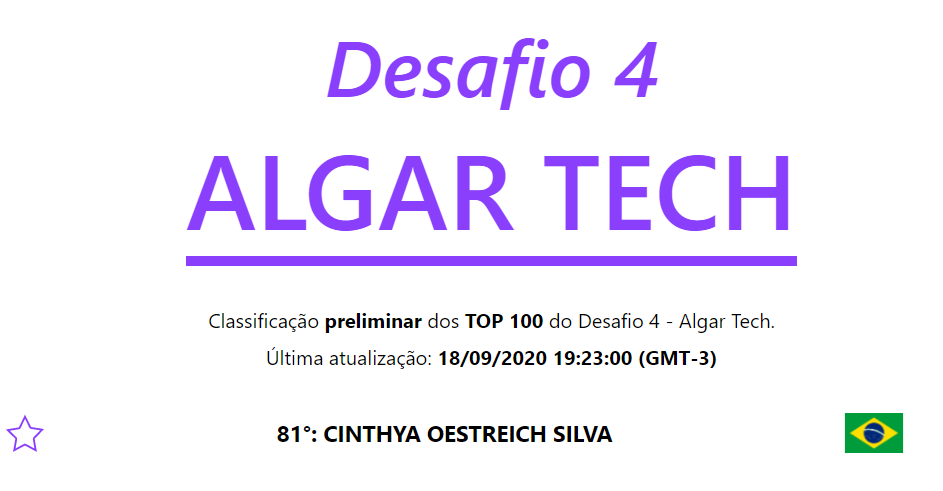 Desafio 4
ALGAR TECH
Classificação preliminar dos TOP 100 do Desafio 4 - Algar Tech.
Última atualização: 18/09/2020 19:23:00 (GMT-3)
81°: CINTHYA OESTREICH SILVA